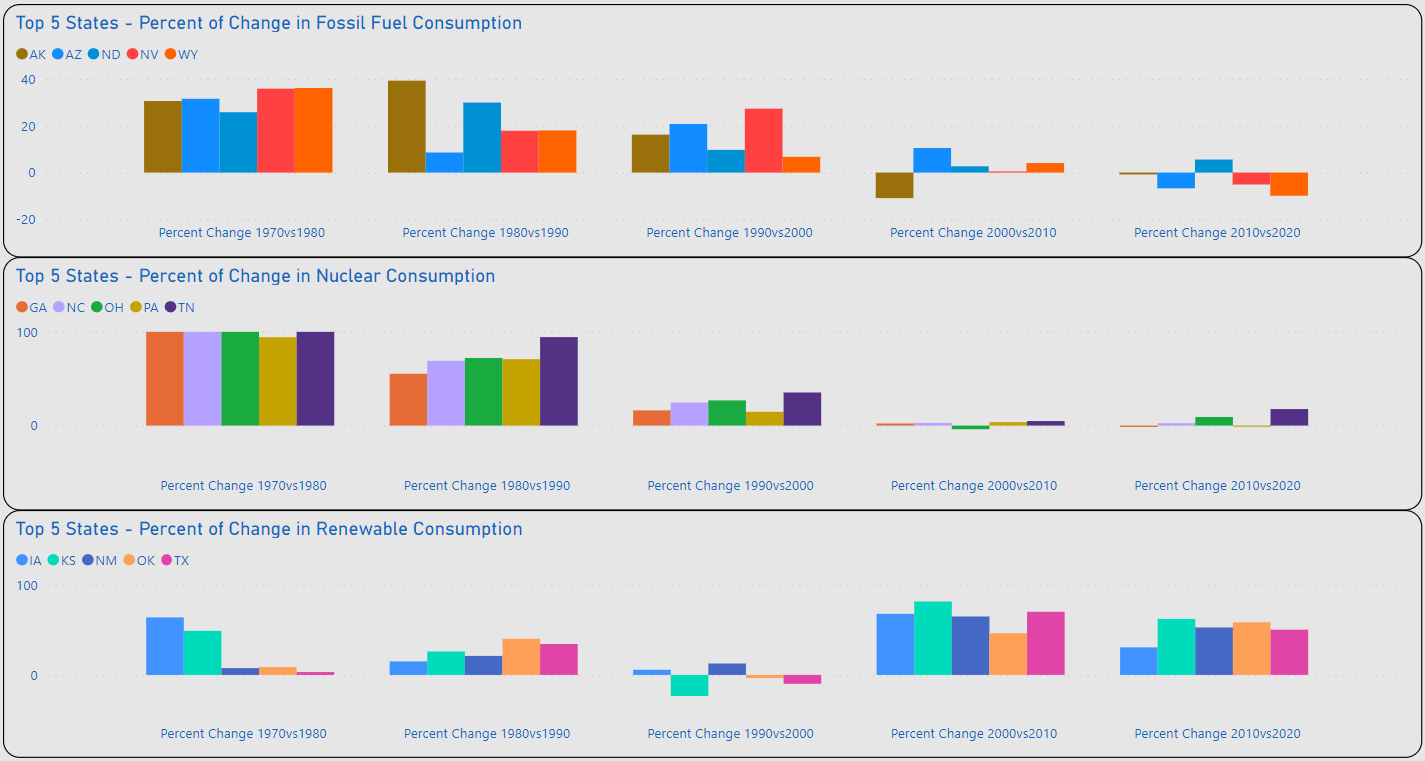 Top 5 States - Percent of Change in Fossil Fuel Consumption
AK AZ ND NV WY
40
20
0
-20
Percent Change 1970vs1980 Percent Change 1980vs1990 Percent Change 1990vs2000 Percent Change 2000vs2010 Percent Change 2010vs2020
Top 5 States - Percent of Change in Nuclear Consumption
GA NC OH PA TN
100
0
Percent Change 1970vs1980 Percent Change 1980vs1990 Percent Change 1990vs2000 Percent Change 2000vs2010 Percent Change 2010vs2020
Top 5 States - Percent of Change in Renewable Consumption
IA KS NM OK TX
100
0
Percent Change 1970vs1980 Percent Change 1980vs1990 Percent Change 1990vs2000 Percent Change 2000vs2010 Percent Change 2010vs2020